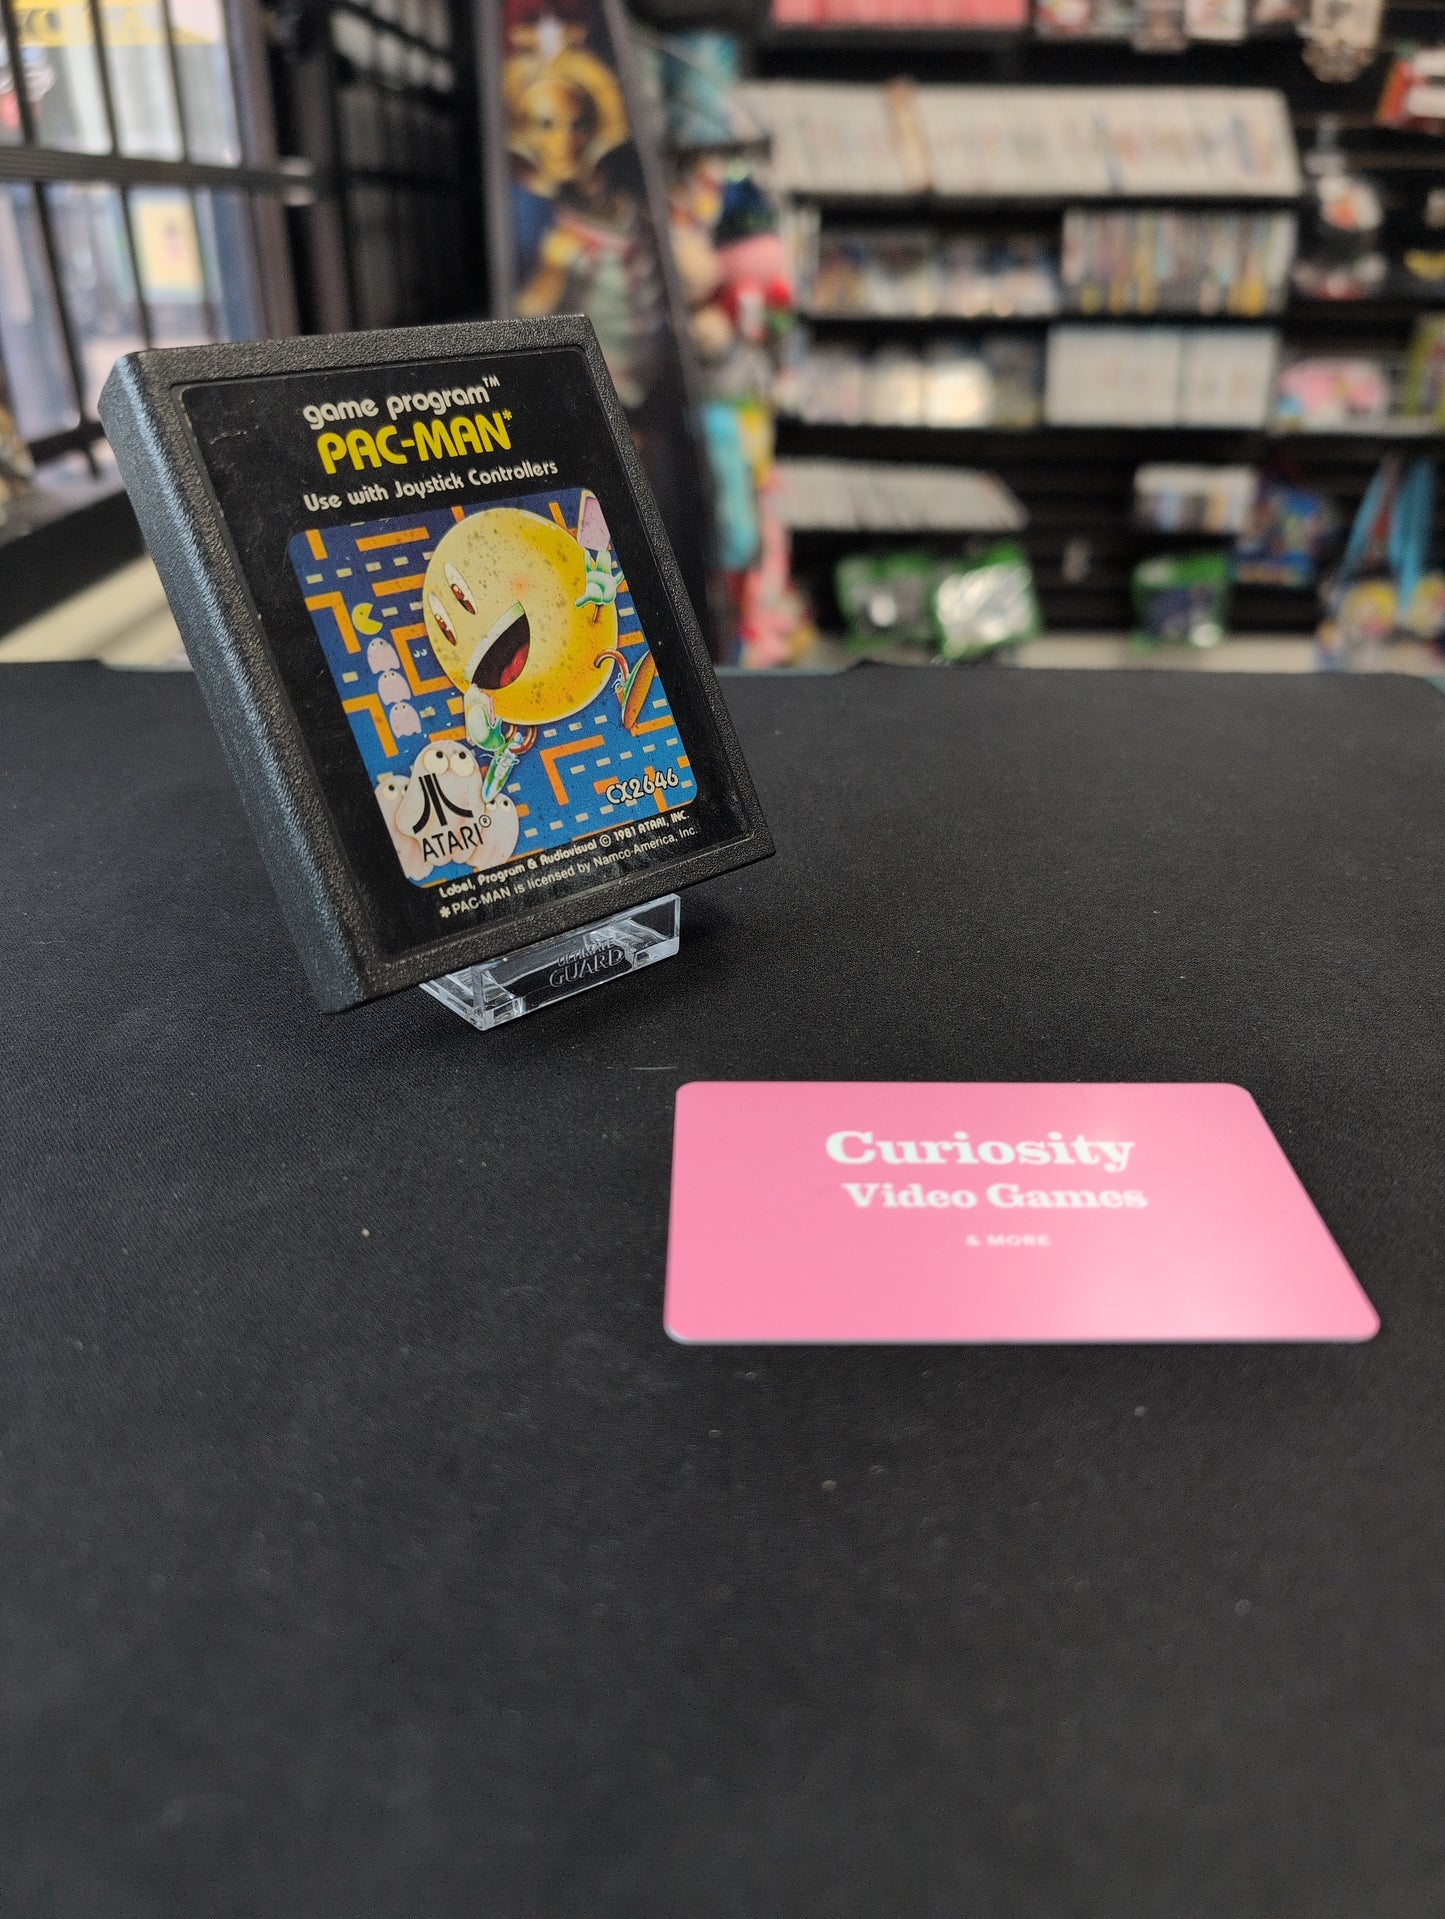 game program™
PAC-MAN*
Use with Joystick Controllers
CX2646
ATARI®
Label, Program & Audiovisual © 1981 ATARI, INC.
*PAC-MAN is licensed by Namco-America, Inc.
ULTIMATE
GUARD
Curiosity
Video Games
& MORE